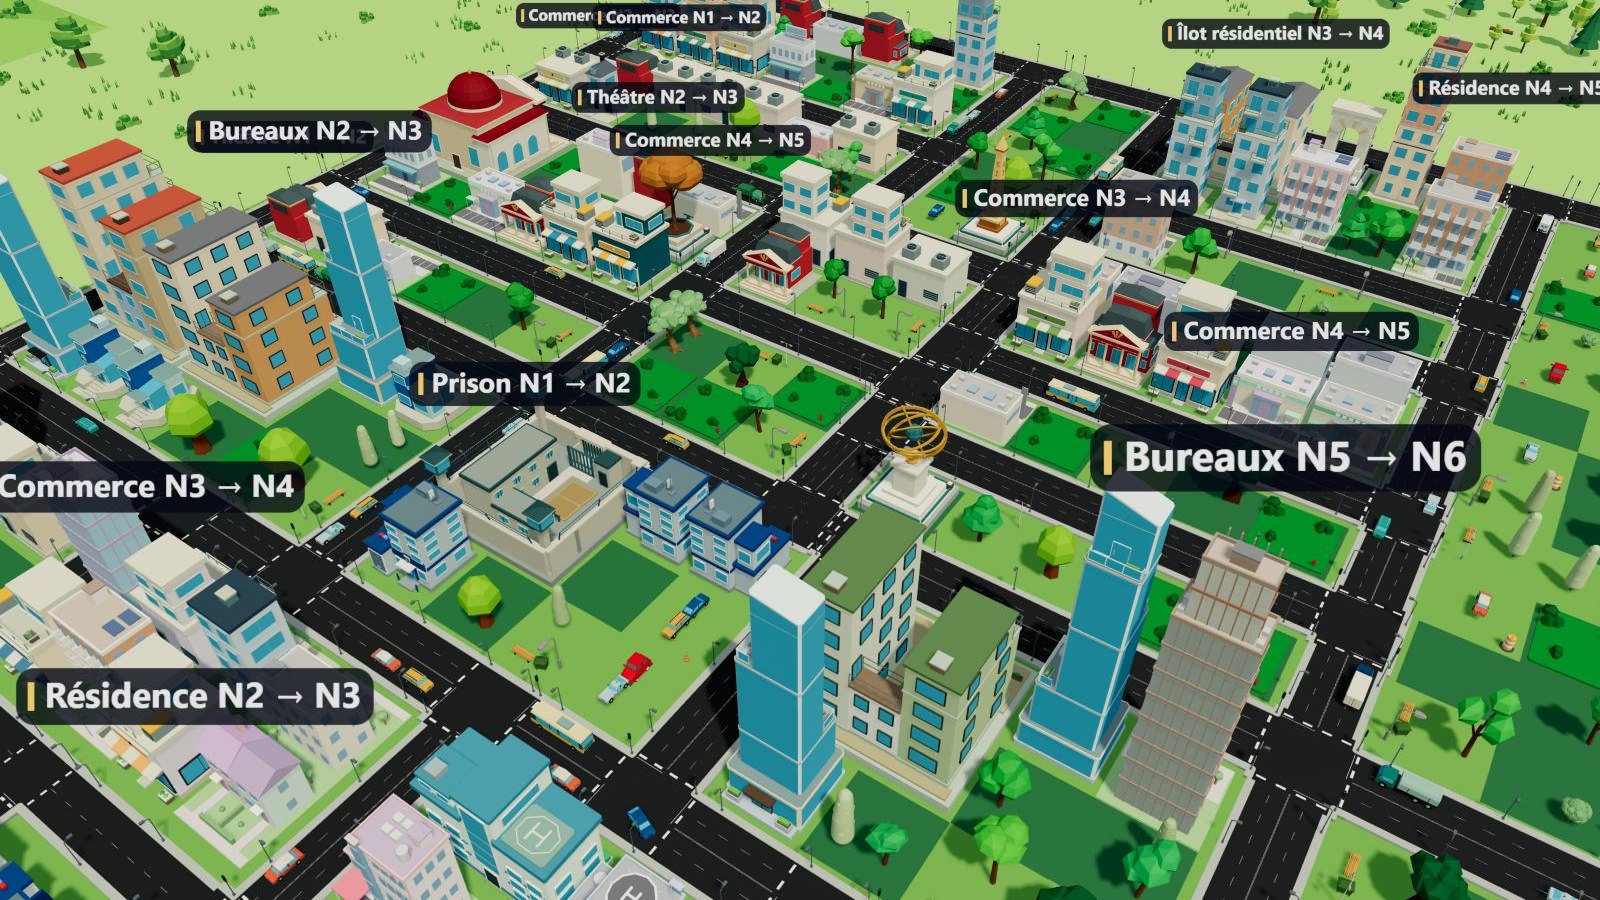 Commerc
Commerce N1 → N2
Îlot résidentiel N3 → N4
Résidence N4 → N5
Théâtre N2 → N3
Bureaux N2 → N3
Commerce N4 → N5
Commerce N3 → N4
Commerce N4 → N5
Prison N1 → N2
Bureaux N5 → N6
Commerce N3 → N4
Résidence N2 → N3
H
H